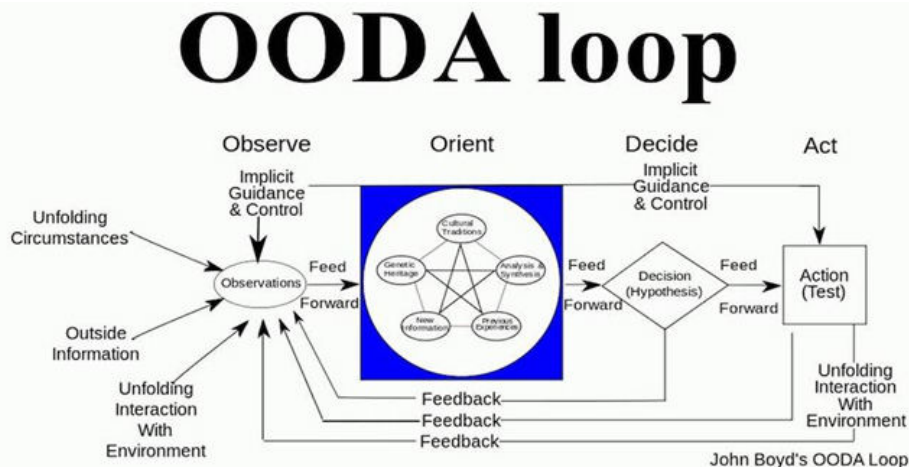 OODA loop
Observe
Orient
Decide
Act
Implicit
Guidance
& Control
Implicit
Guidance
& Control
Unfolding
Circumstances
Observations
Feed
Forward
Cultural
Traditions
Genetic
Heritage
Analysis &
Synthesis
New
Information
Previous
Experiences
Feed
Forward
Decision
(Hypothesis)
Feed
Forward
Action
(Test)
Outside
Information
Unfolding
Interaction
With
Environment
Feedback
Feedback
Feedback
Unfolding
Interaction
With
Environment
John Boyd's OODA Loop